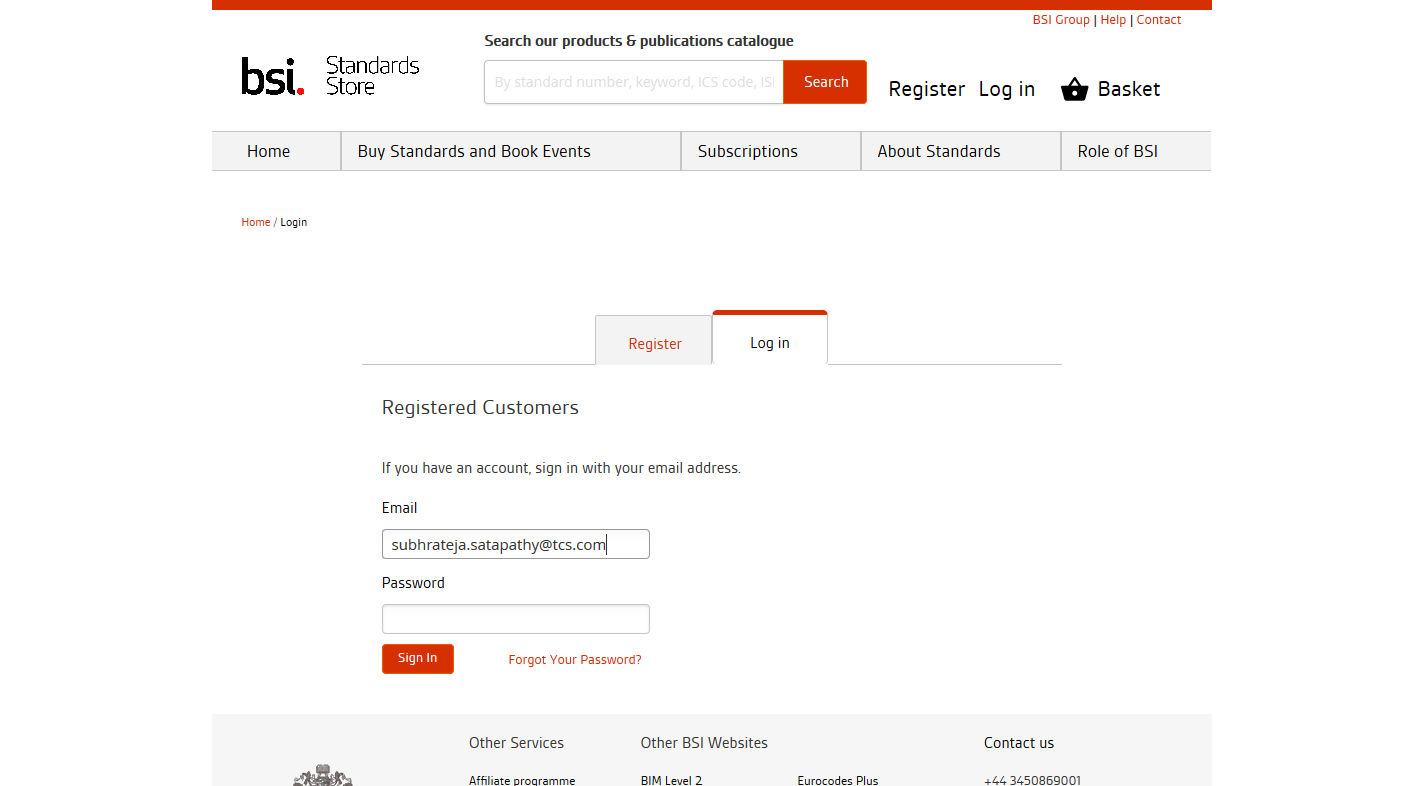 BSI Group | Help | Contact
Search our products & publications catalogue
bsi. Standards Store
By standard number, keyword, ICS code, ISI
Search
Register Log in Basket
Home Buy Standards and Book Events Subscriptions About Standards Role of BSI
Home / Login
Register Log in
Registered Customers
If you have an account, sign in with your email address.
Email
subhrateja.satapathy@tcs.com
Password
Sign In Forgot Your Password?
Other Services Other BSI Websites Contact us
Affiliate programme BIM Level 2 Eurocodes Plus +44 3450869001